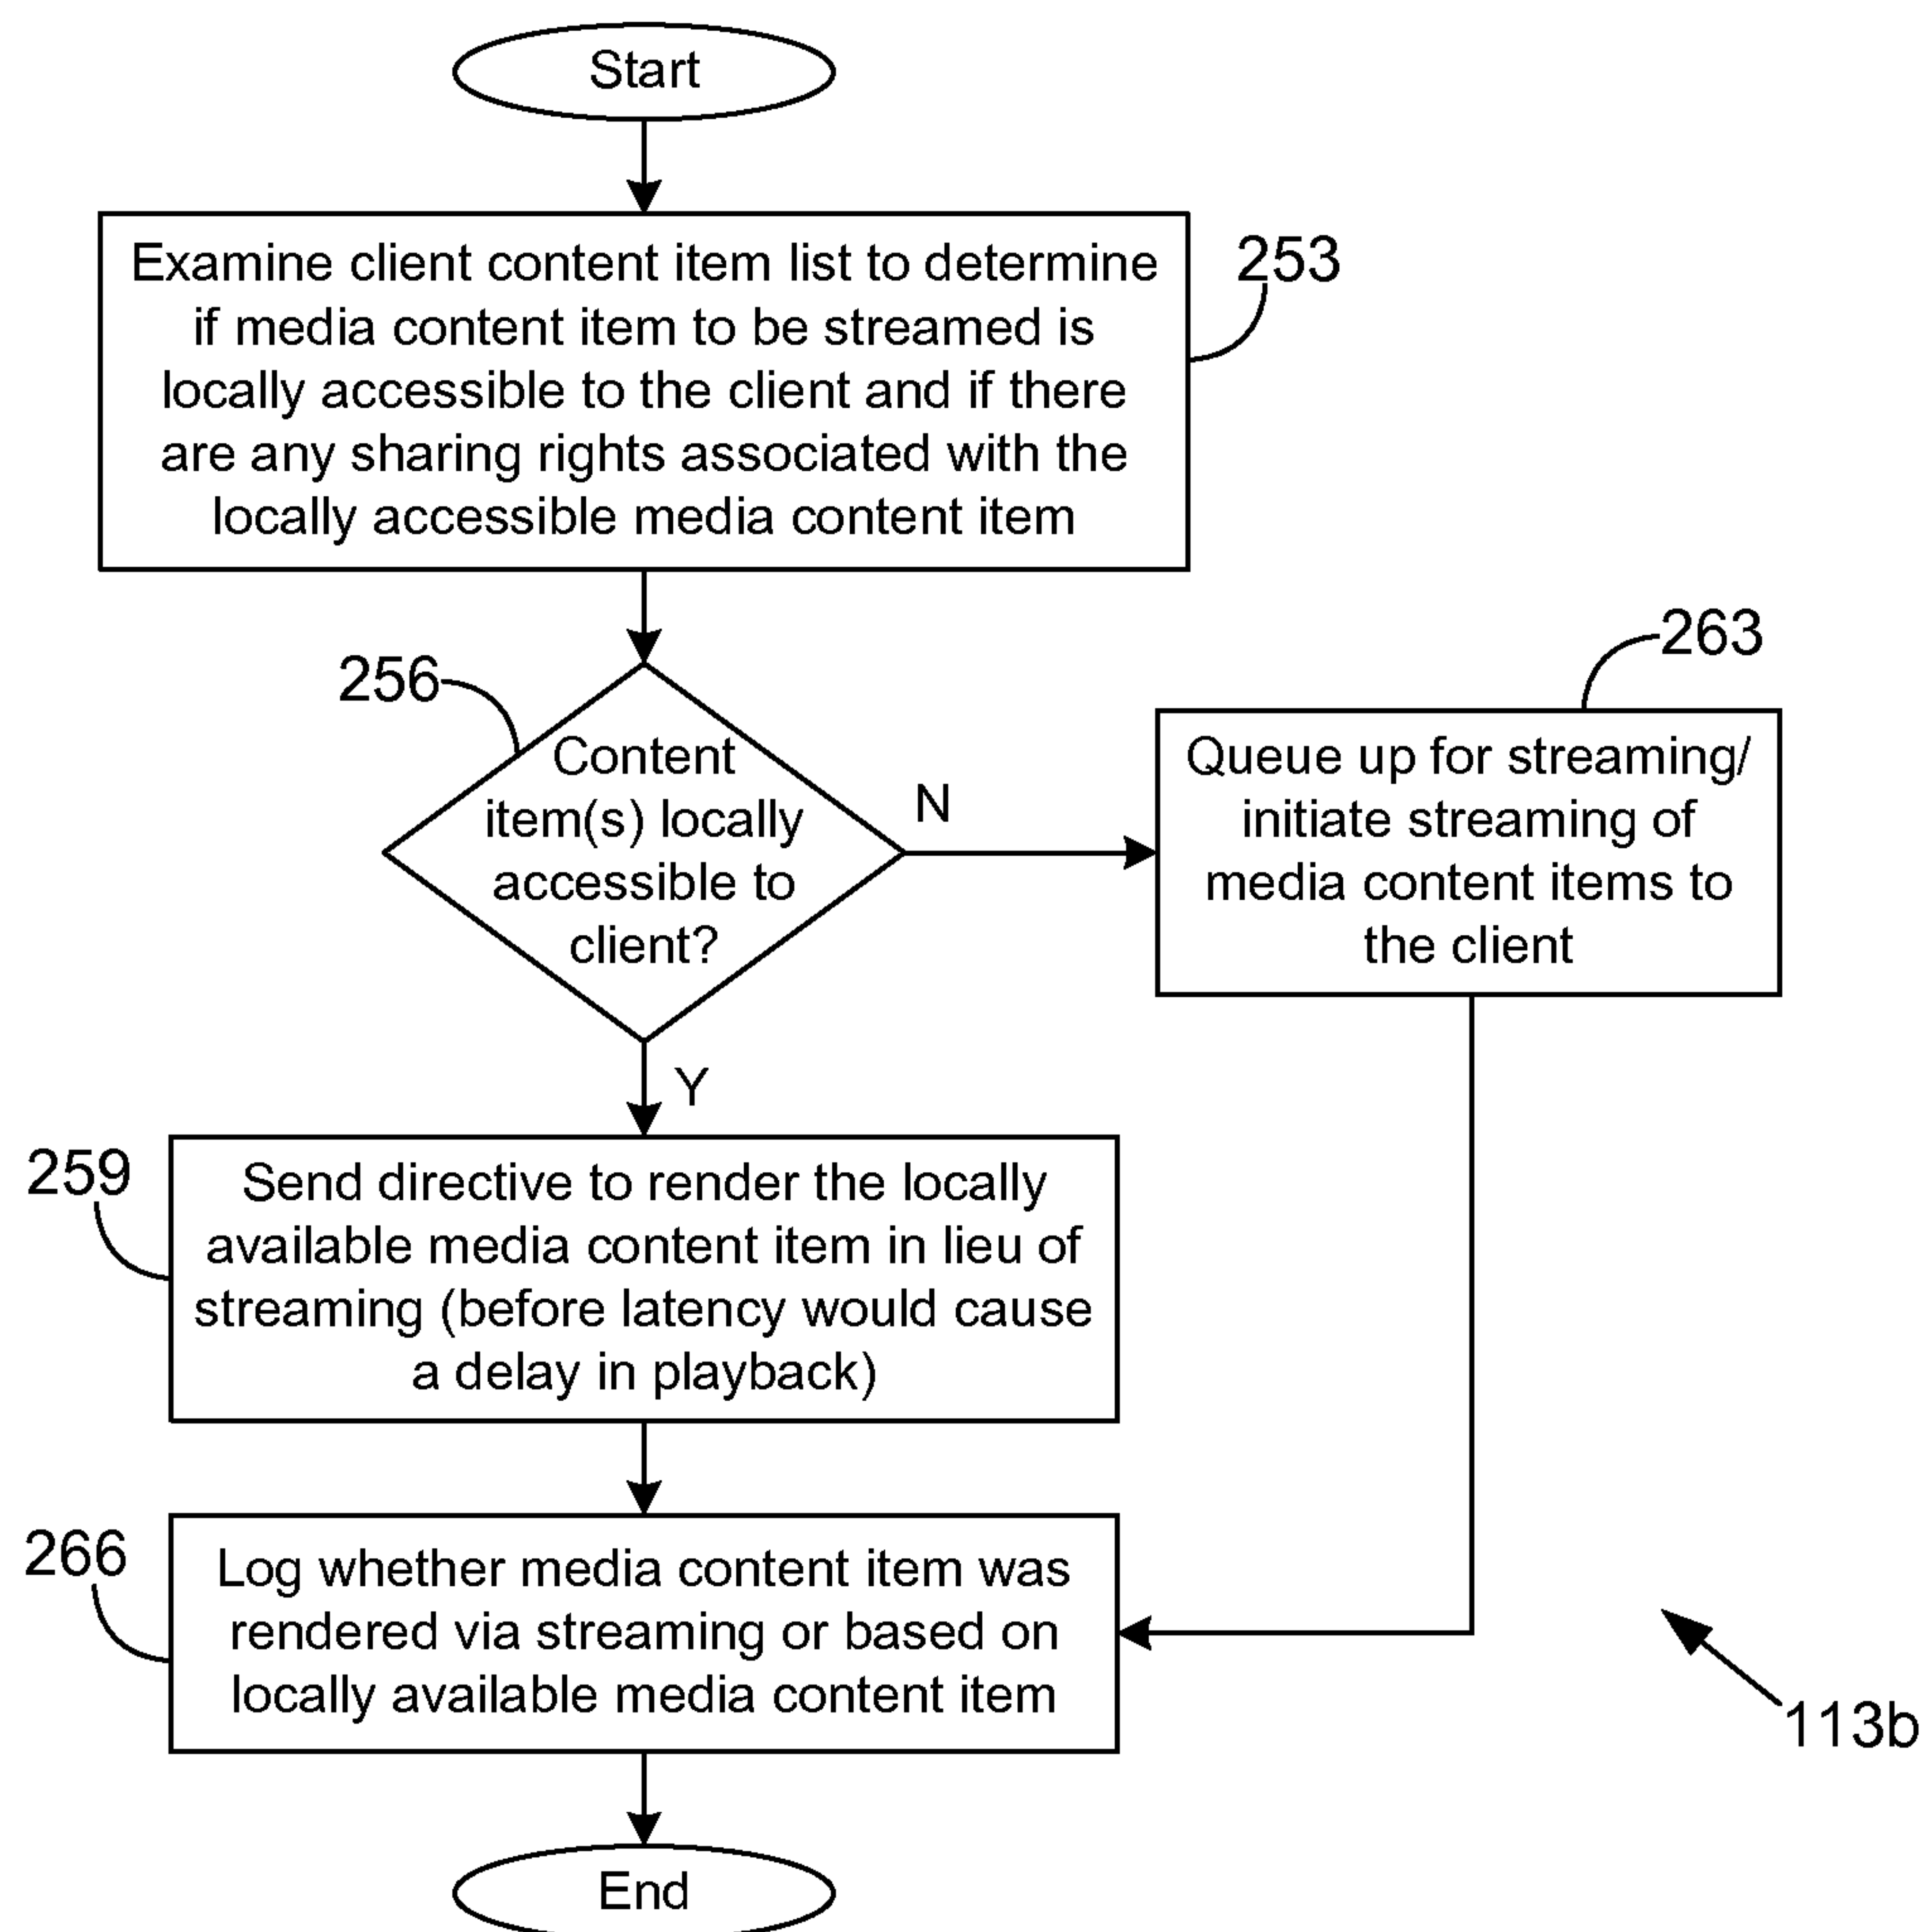 Start
Examine client content item list to determine
if media content item to be streamed is
locally accessible to the client and if there
are any sharing rights associated with the
locally accessible media content item
253
256
Content
item(s) locally
accessible to
client?
N
263
Queue up for streaming/
initiate streaming of
media content items to
the client
Y
259
Send directive to render the locally
available media content item in lieu of
streaming (before latency would cause
a delay in playback)
266
Log whether media content item was
rendered via streaming or based on
locally available media content item
113b
End